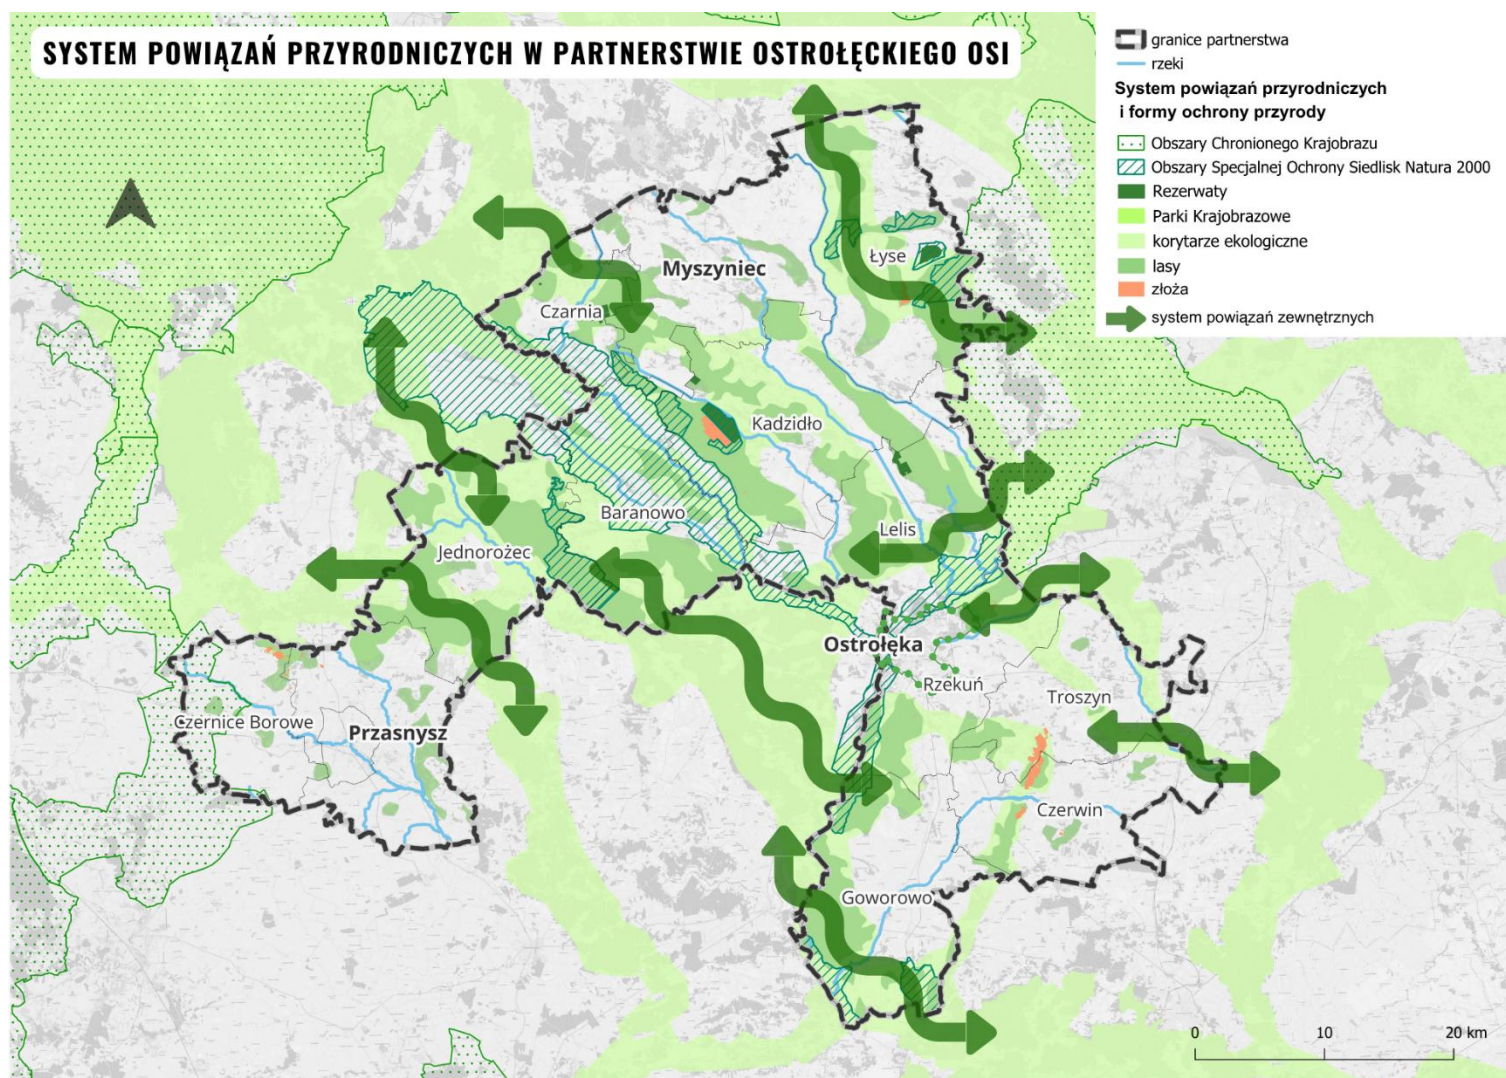 SYSTEM POWIĄZAŃ PRZYRODNICZYCH W PARTNERSTWIE OSTROŁĘCKIEGO OSI
granice partnerstwa
rzeki
System powiązań przyrodniczych
i formy ochrony przyrody
Obszary Chronionego Krajobrazu
Obszary Specjalnej Ochrony Siedlisk Natura 2000
Rezerwaty
Parki Krajobrazowe
korytarze ekologiczne
lasy
złoża
system powiązań zewnętrznych
Łyse
Myszyniec
Czarnia
Kadzidło
Baranowo
Lelis
Jednorożec
Ostrołęka
Rzekuń
Troszyn
Czernice Borowe
Przasnysz
Czerwin
Goworowo
0 10 20 km